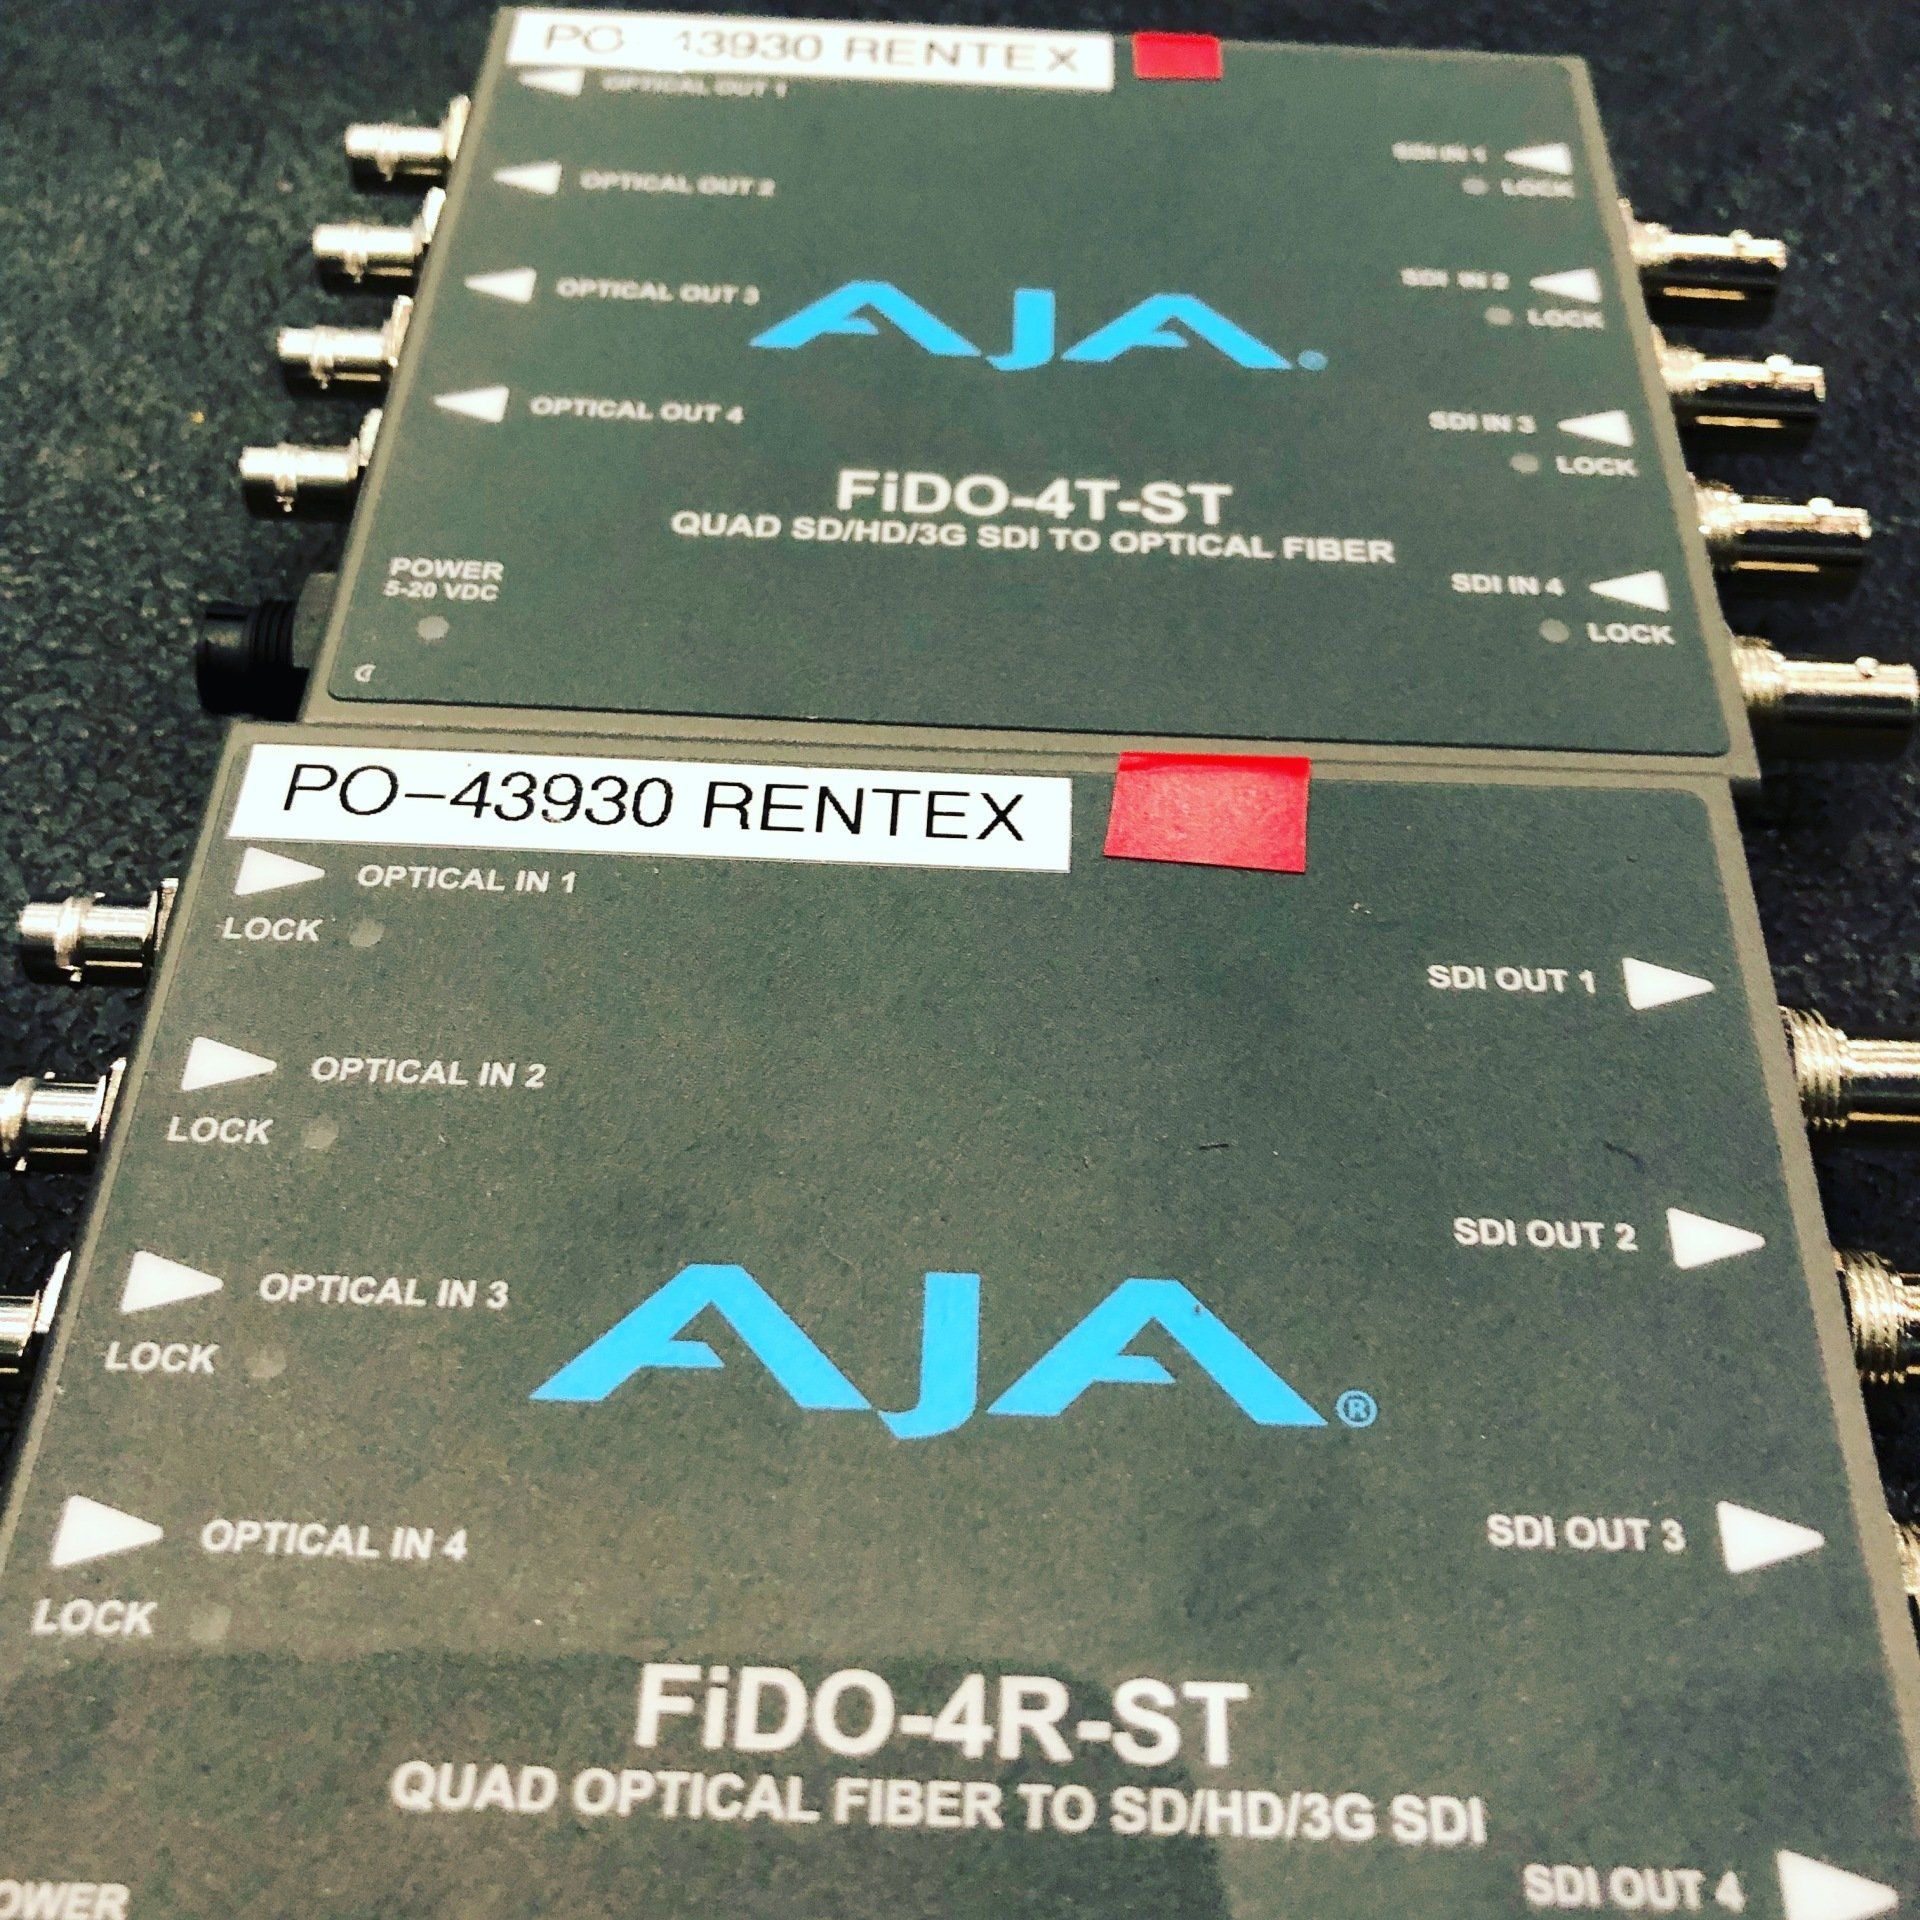 PO-43930 RENTEX
OPTICAL OUT 1
SDI IN 1
LOCK
OPTICAL OUT 2
SDI IN 2
LOCK
OPTICAL OUT 3
AJA
OPTICAL OUT 4
SDI IN 3
LOCK
FiDO-4T-ST
QUAD SD/HD/3G SDI TO OPTICAL FIBER
POWER
5-20 VDC
SDI IN 4
LOCK
PO-43930 RENTEX
OPTICAL IN 1
LOCK
SDI OUT 1
OPTICAL IN 2
LOCK
SDI OUT 2
OPTICAL IN 3
LOCK
AJA®
OPTICAL IN 4
LOCK
SDI OUT 3
FiDO-4R-ST
QUAD OPTICAL FIBER TO SD/HD/3G SDI
OWER
SDI OUT 4